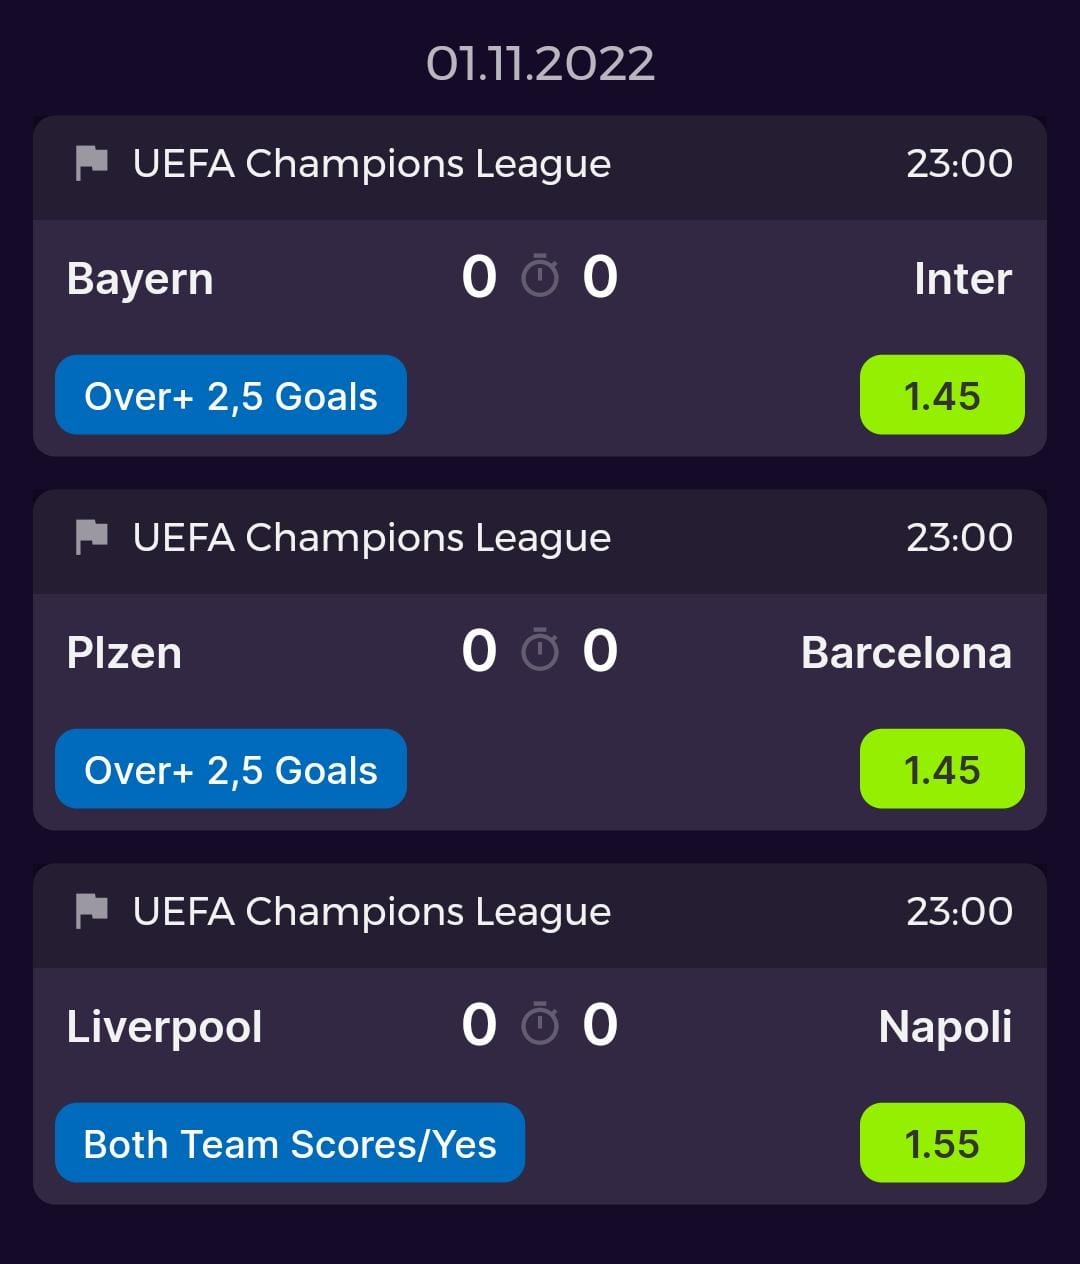 01.11.2022
UEFA Champions League 23:00
Bayern 0 0 Inter
Over+ 2,5 Goals 1.45
UEFA Champions League 23:00
Plzen 0 0 Barcelona
Over+ 2,5 Goals 1.45
UEFA Champions League 23:00
Liverpool 0 0 Napoli
Both Team Scores/Yes 1.55